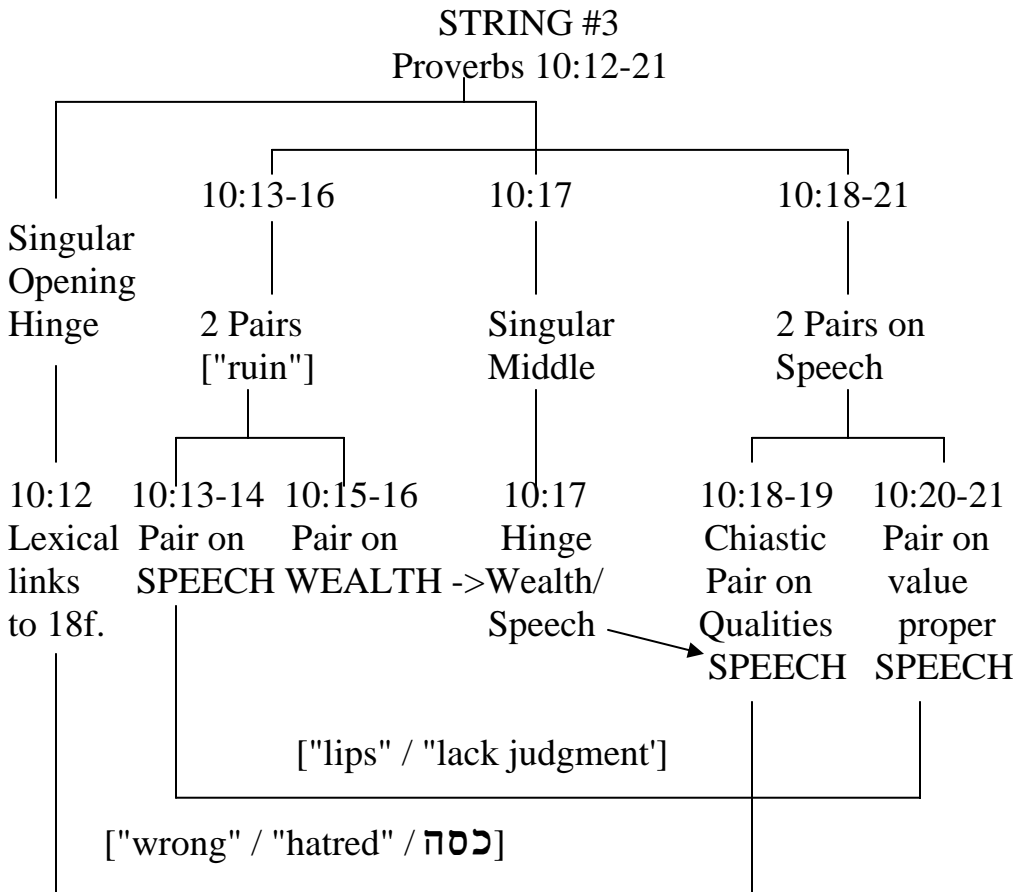 STRING #3
Proverbs 10:12-21
10:13-16 10:17 10:18-21
Singular
Opening
Hinge 2 Pairs Singular 2 Pairs on
["ruin"] Middle Speech
10:12 10:13-14 10:15-16 10:17 10:18-19 10:20-21
Lexical Pair on Pair on Hinge Chiastic Pair on
links SPEECH WEALTH ->Wealth/ Pair on value
to 18f. Speech Qualities proper
SPEECH SPEECH
["lips" / "lack judgment']
["wrong" / "hatred" / כסה]